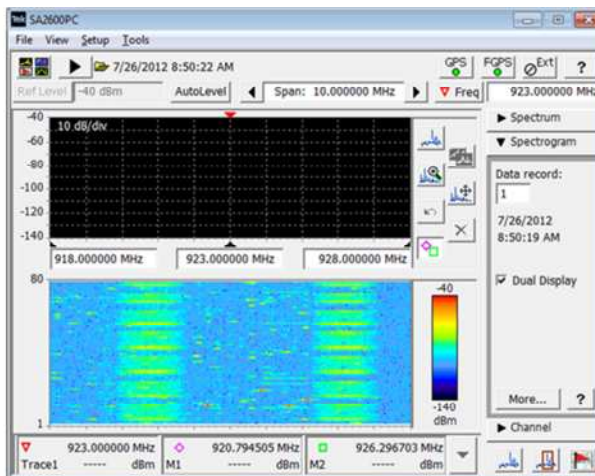 Tek SA2600PC
File View Setup Tools
7/26/2012 8:50:22 AM GPS FGPS Ext ?
Ref Level -40 dBm AutoLevel Span: 10.000000 MHz Freq 923.000000 MHz
Spectrum
Spectrogram
-40
10 dB/div
-60
-80
-100
-120
-140
918.000000 MHz 923.000000 MHz 928.000000 MHz
Data record:
1
7/26/2012
8:50:19 AM
Dual Display
80
1
-40
-140
dBm
More... ?
Channel
923.000000 MHz 920.794505 MHz 926.296703 MHz
Trace1 ----- dBm M1 ----- dBm M2 ----- dBm